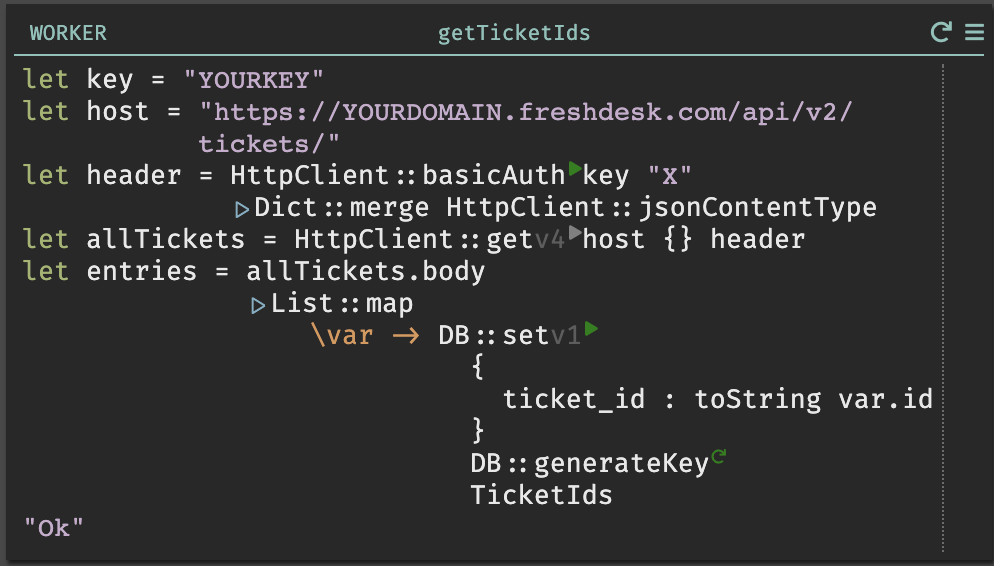 WORKER getTicketIds
let key = "YOURKEY"
let host = "https://YOURDOMAIN.freshdesk.com/api/v2/
tickets/"
let header = HttpClient::basicAuth key "X"
Dict::merge HttpClient::jsonContentType
let allTickets = HttpClient::getv4 host {} header
let entries = allTickets.body
List::map
\var -> DB::setv1
{
ticket_id : toString var.id
}
DB::generateKey
TicketIds
"Ok"